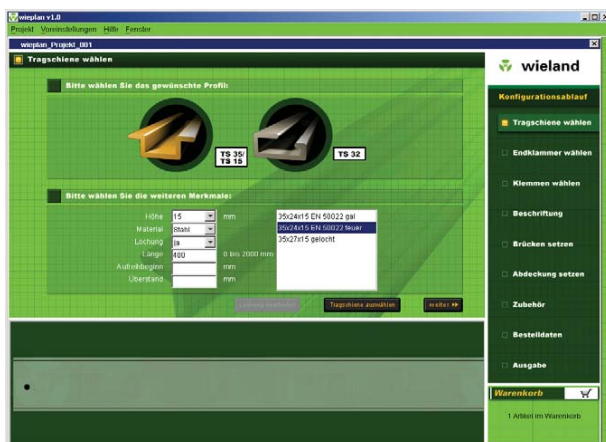 wieplan v1.0
Projekt Voreinstellungen Hilfe Fenster
wieplan_Projekt_001
Tragschiene wählen
wieland
Bitte wählen Sie das gewünschte Profil:
TS 35/
TS 15
TS 32
Bitte wählen Sie die weiteren Merkmale:
Höhe 15 mm
Material Stahl
Lochung ja
Länge 400 0 bis 2000 mm
Aufreihbeginn mm
Überstand mm
35x24x15 EN 50022 gal
35x24x15 EN 50022 feuer
35x27x15 gelocht
Tragschiene auswählen
weiter
Konfigurationsablauf
Tragschiene wählen
Endklammer wählen
Klemmen wählen
Beschriftung
Brücken setzen
Abdeckung setzen
Zubehör
Bestelldaten
Ausgabe
Warenkorb
1 Artikel im Warenkorb